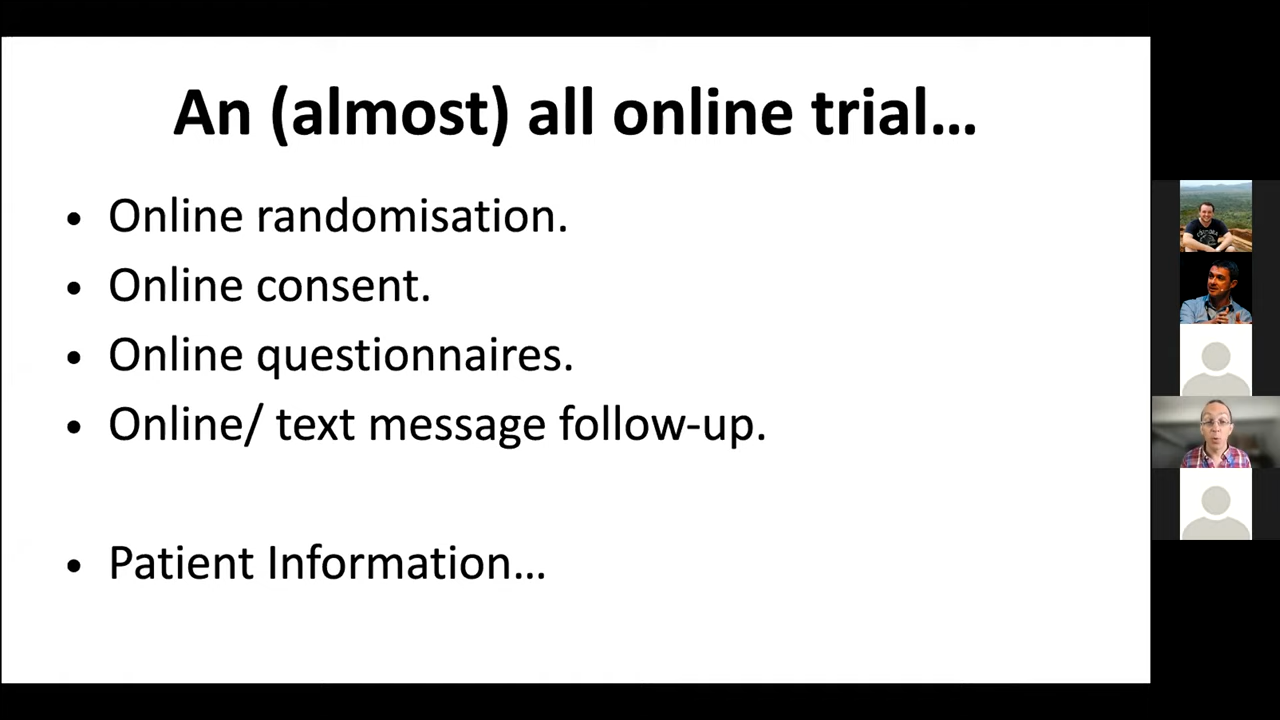 An (almost) all online trial…
• Online randomisation.
• Online consent.
• Online questionnaires.
• Online/ text message follow-up.
• Patient Information…